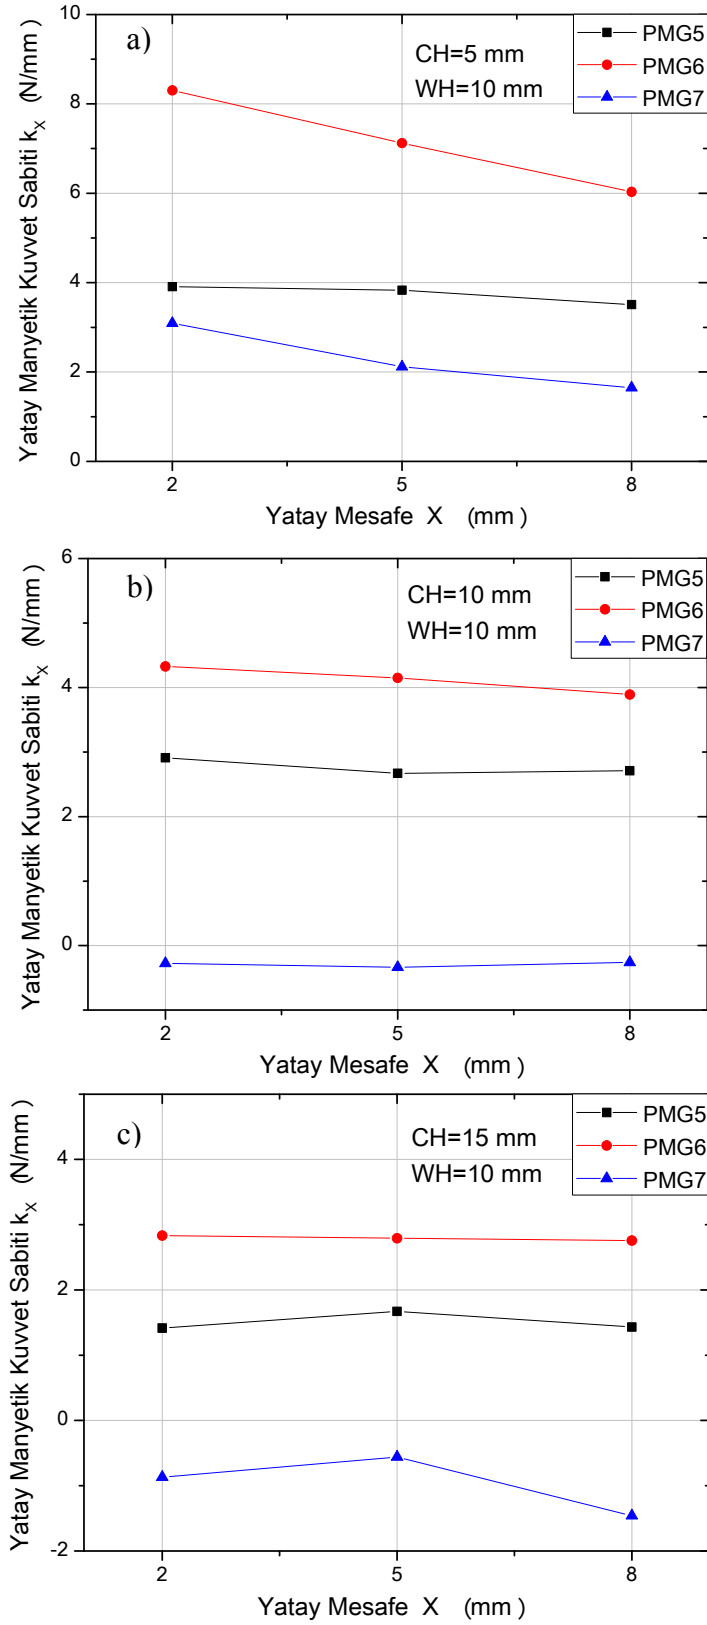 a)
CH=5 mm
WH=10 mm
PMG5
PMG6
PMG7
Yatay Manyetik Kuvvet Sabiti kX (N/mm)
10
8
6
4
2
0
2 5 8
Yatay Mesafe X (mm)
b)
CH=10 mm
WH=10 mm
PMG5
PMG6
PMG7
Yatay Manyetik Kuvvet Sabiti kX (N/mm)
6
4
2
0
2 5 8
Yatay Mesafe X (mm)
c)
CH=15 mm
WH=10 mm
PMG5
PMG6
PMG7
Yatay Manyetik Kuvvet Sabiti kX (N/mm)
4
2
0
-2
2 5 8
Yatay Mesafe X (mm)